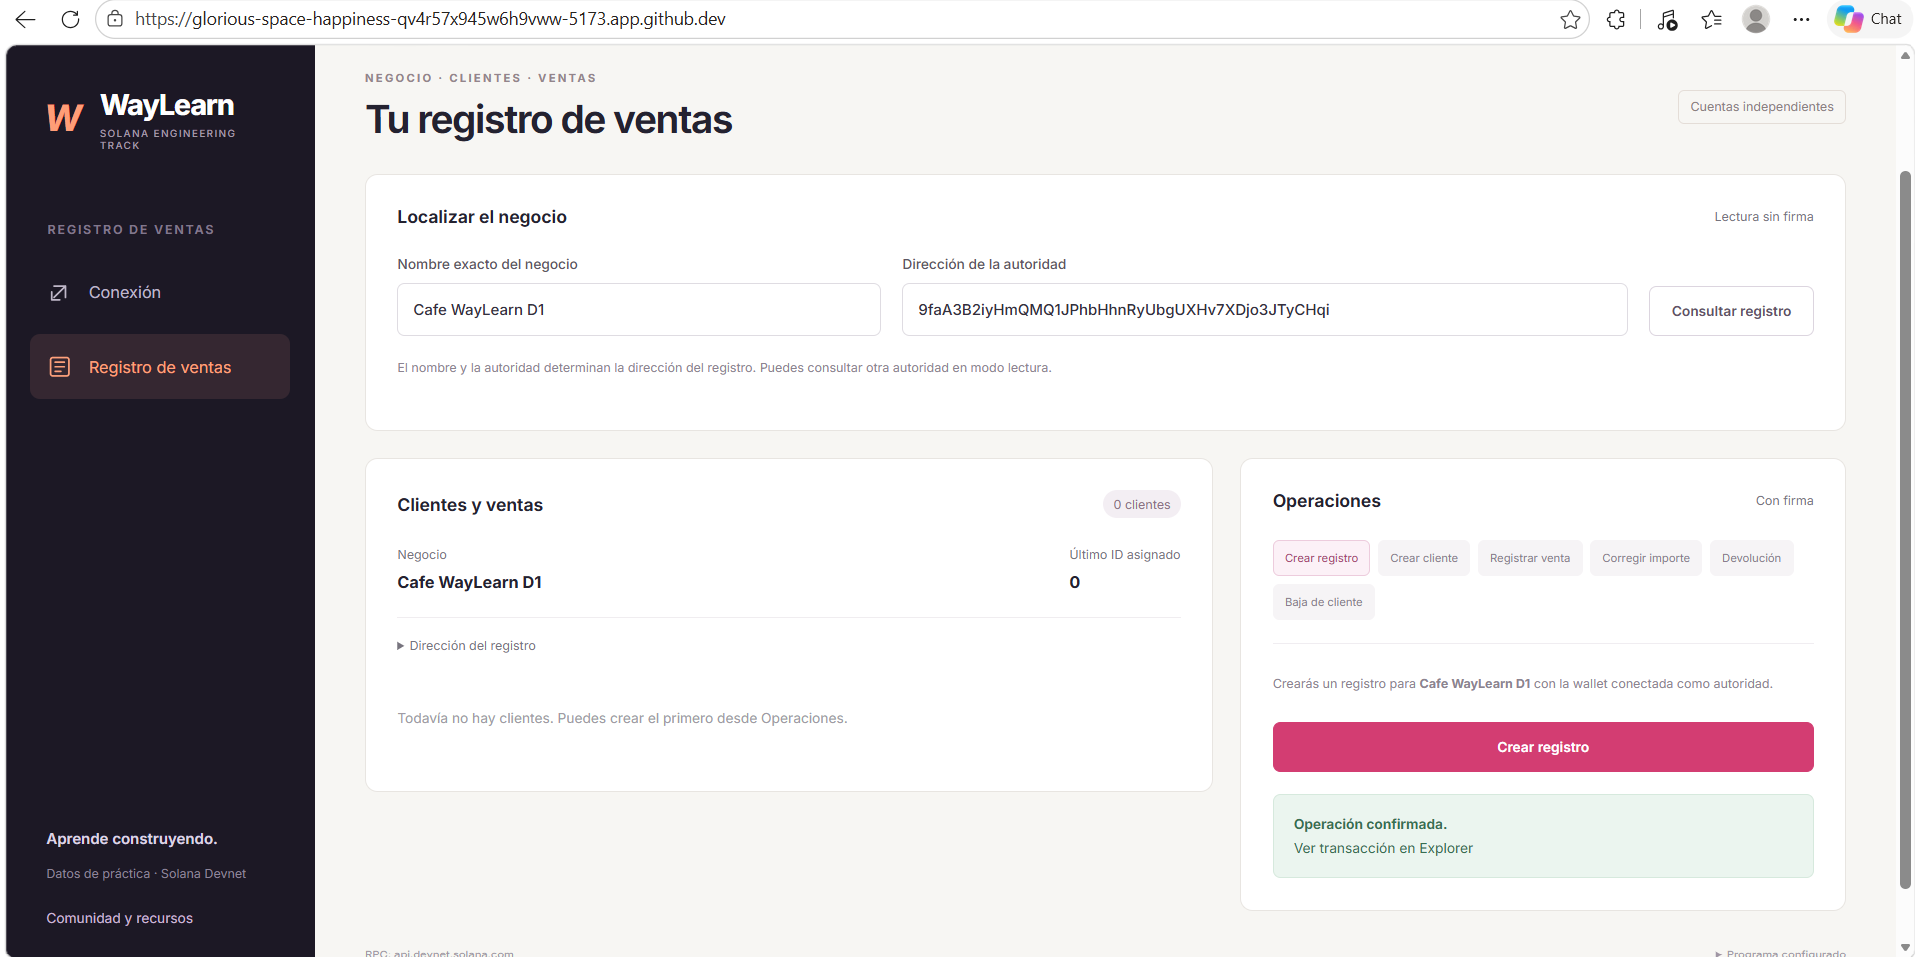 https://glorious-space-happiness-qv4r57x945w6h9vww-5173.app.github.dev
Chat
W WayLearn
SOLANA ENGINEERING
TRACK
REGISTRO DE VENTAS
Conexión
Registro de ventas
Aprende construyendo.
Datos de práctica · Solana Devnet
Comunidad y recursos
NEGOCIO · CLIENTES · VENTAS
Tu registro de ventas
Cuentas independientes
Localizar el negocio
Lectura sin firma
Nombre exacto del negocio
Dirección de la autoridad
Cafe WayLearn D1
9faA3B2iyHmQMQ1JPhbHhnRyUbgUXHv7XDjo3JTyCHqi
Consultar registro
El nombre y la autoridad determinan la dirección del registro. Puedes consultar otra autoridad en modo lectura.
Clientes y ventas
0 clientes
Negocio
Último ID asignado
Cafe WayLearn D1
0
Dirección del registro
Todavía no hay clientes. Puedes crear el primero desde Operaciones.
Operaciones
Con firma
Crear registro
Crear cliente
Registrar venta
Corregir importe
Devolución
Baja de cliente
Crearás un registro para Cafe WayLearn D1 con la wallet conectada como autoridad.
Crear registro
Operación confirmada.
Ver transacción en Explorer
RPC: api.devnet.solana.com
Programa configurado